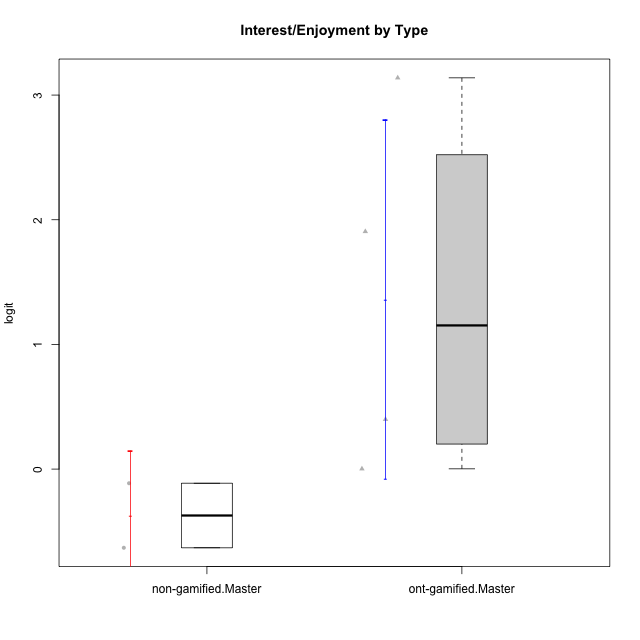 Interest/Enjoyment by Type
3
2
1
0
logit
non-gamified.Master
ont-gamified.Master